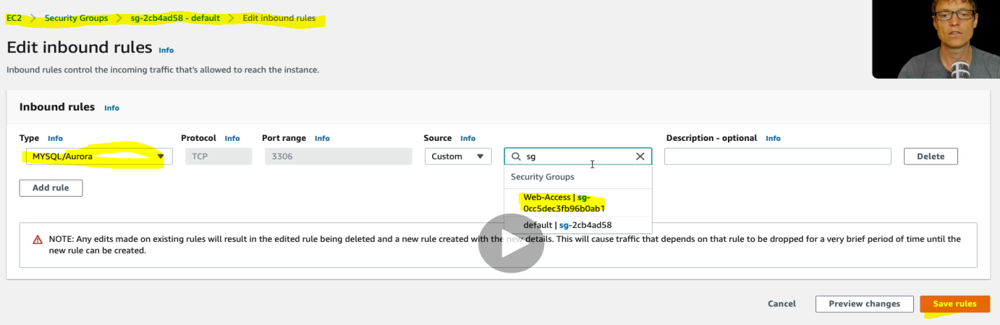 EC2 > Security Groups > sg-2cb4ad58 - default > Edit inbound rules
Edit inbound rules Info
Inbound rules control the incoming traffic that's allowed to reach the instance.
Inbound rules Info
Type Info Protocol Info Port range Info Source Info Description - optional Info
MYSQL/Aurora TCP 3306 Custom sg Delete
Security Groups
Add rule
Web-Access | sg-
0cc5dec3fb96b0ab1
default | sg-2cb4ad58
NOTE: Any edits made on existing rules will result in the edited rule being deleted and a new rule created with the new details. This will cause traffic that depends on that rule to be dropped for a very brief period of time until the
new rule can be created.
Cancel Preview changes Save rules